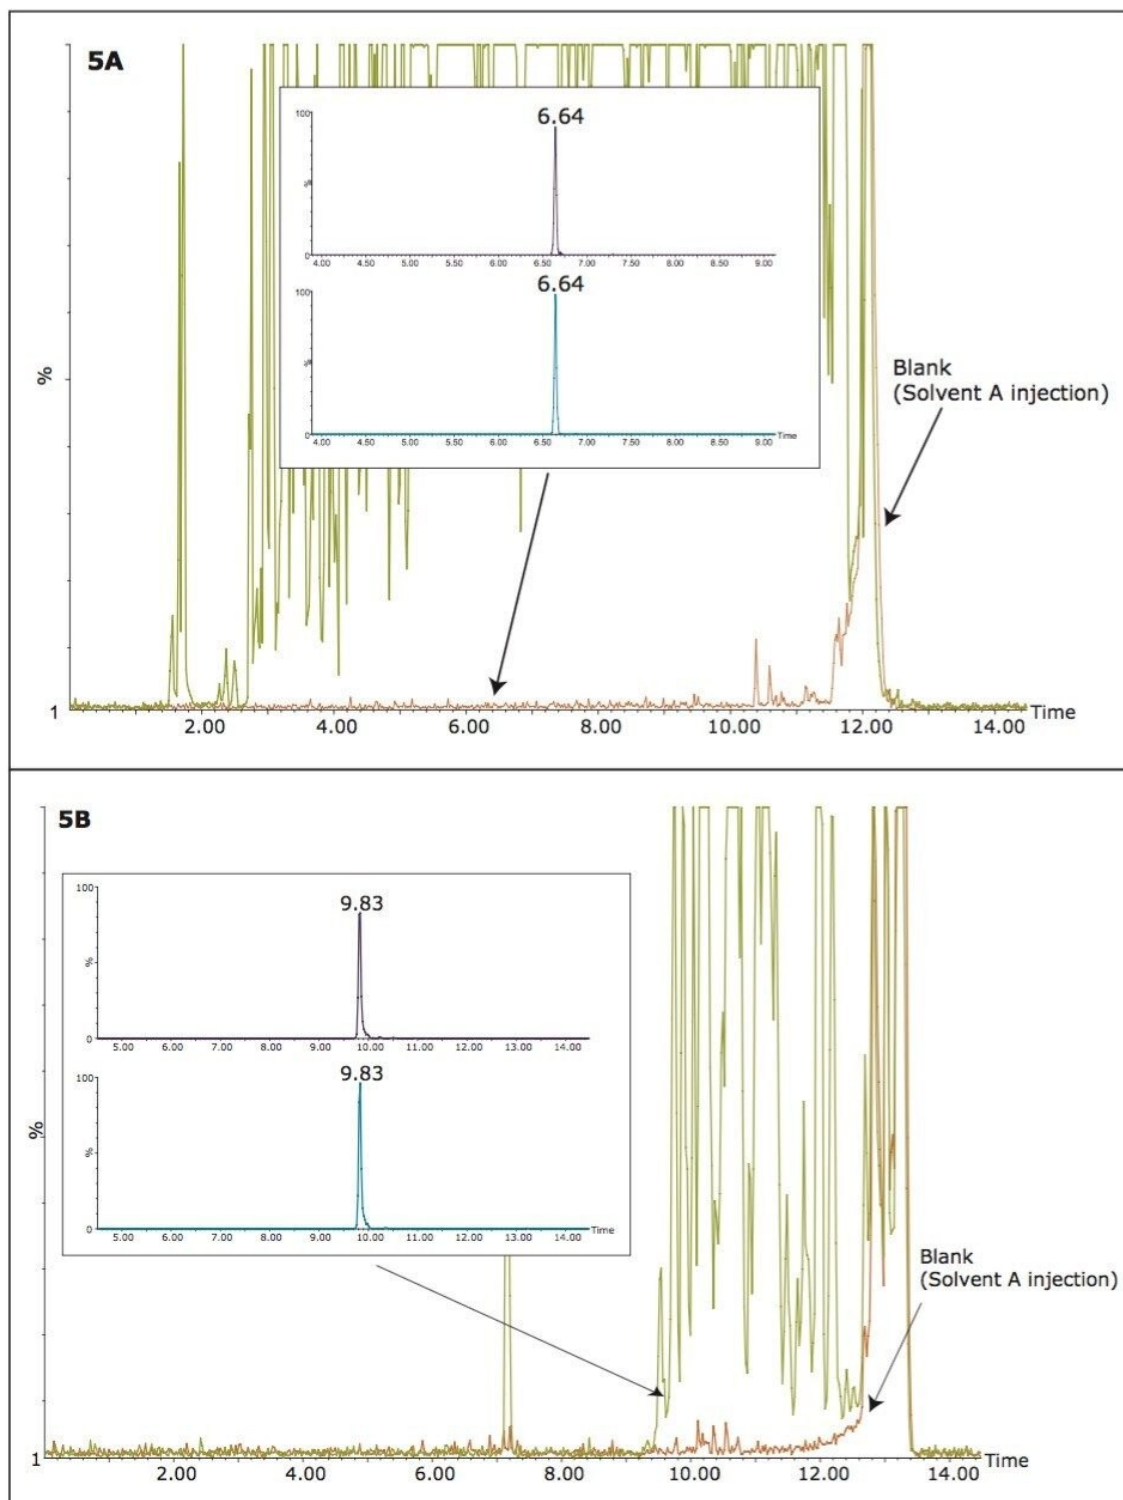 5A
6.64
100
%
0
4.00 4.50 5.00 5.50 6.00 6.50 7.00 7.50 8.00 8.50 9.00
6.64
100
%
0
4.00 4.50 5.00 5.50 6.00 6.50 7.00 7.50 8.00 8.50 9.00 Time
Blank
(Solvent A injection)
%
1
2.00 4.00 6.00 8.00 10.00 12.00 14.00 Time
5B
9.83
100
%
0
5.00 6.00 7.00 8.00 9.00 10.00 11.00 12.00 13.00 14.00
9.83
100
%
0
5.00 6.00 7.00 8.00 9.00 10.00 11.00 12.00 13.00 14.00 Time
Blank
(Solvent A injection)
%
1
2.00 4.00 6.00 8.00 10.00 12.00 14.00 Time